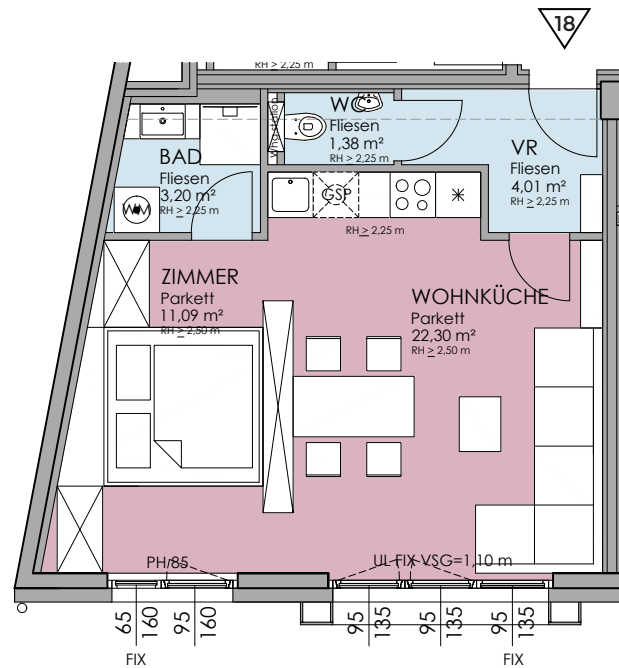 18
RH ≥ 2,25 m
Whg.station
WC
Fliesen
1,38 m²
RH ≥ 2,25 m
VR
Fliesen
4,01 m²
RH ≥ 2,25 m
BAD
Fliesen
3,20 m²
RH ≥ 2,25 m
WM
GSP
RH ≥ 2,25 m
ZIMMER
Parkett
11,09 m²
RH ≥ 2,50 m
WOHNKÜCHE
Parkett
22,30 m²
RH ≥ 2,50 m
PH/85
UL FIX VSG=1,10 m
65
160
95
160
95
135
95
135
95
135
FIX
FIX